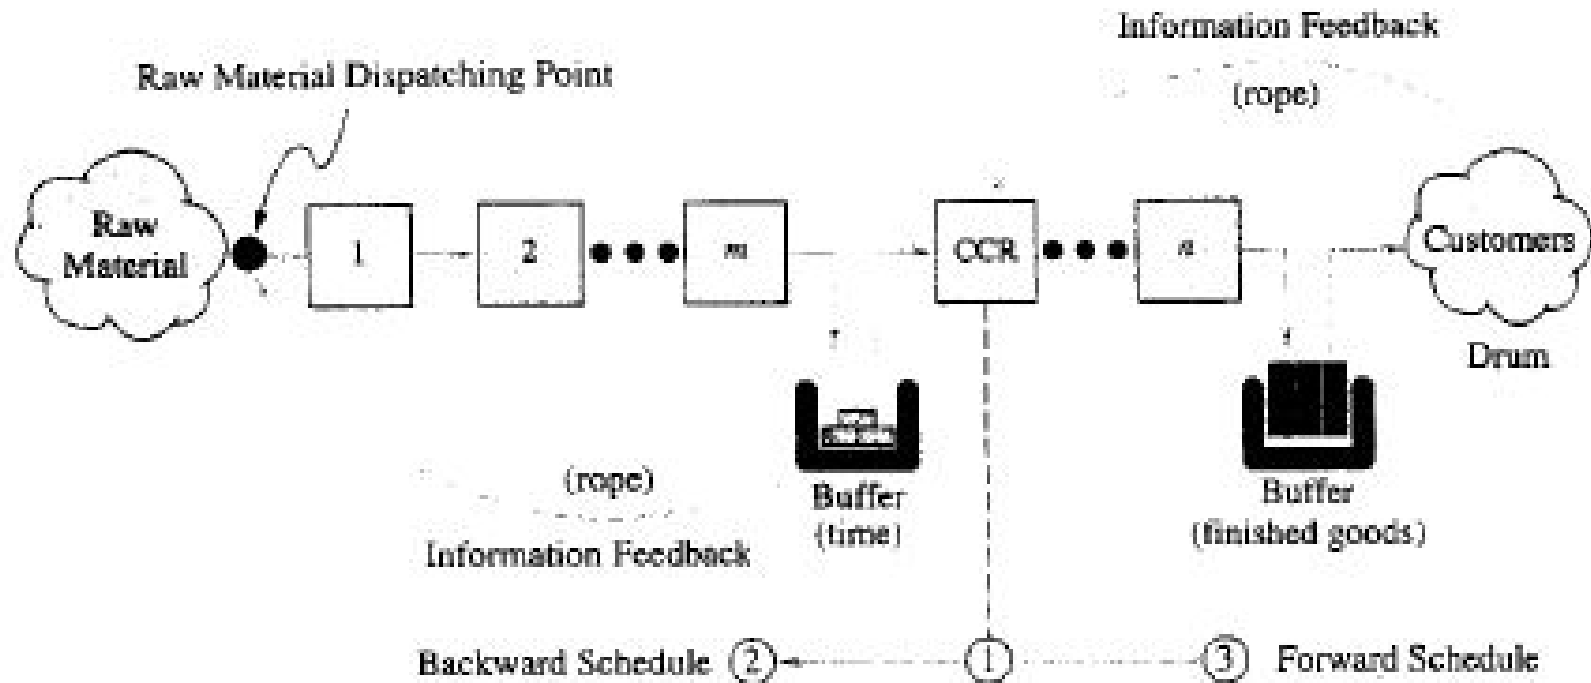 Information Feedback
(rope)
Raw Material Dispatching Point
Raw
Material
1
2
m
CCR
n
Customers
Drum
Buffer
(time)
Buffer
(finished goods)
(rope)
Information Feedback
Backward Schedule 2
1
3 Forward Schedule